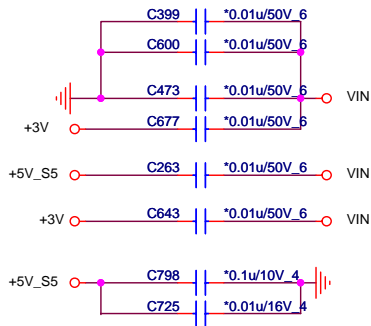 C399 *0.01u/50V_6
C600 *0.01u/50V_6
C473 *0.01u/50V_6 VIN
+3V C677 *0.01u/50V_6
+5V_S5 C263 *0.01u/50V_6 VIN
+3V C643 *0.01u/50V_6 VIN
+5V_S5 C798 *0.1u/10V_4
C725 *0.01u/16V_4